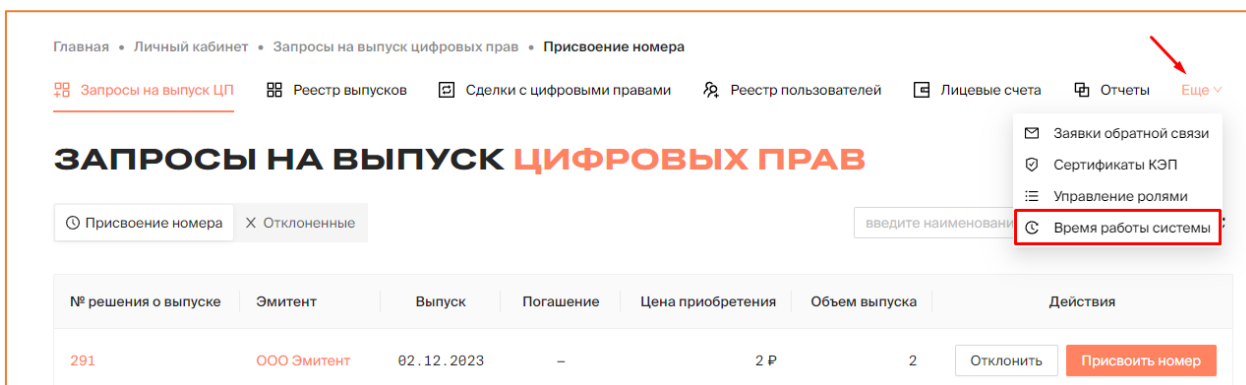 Главная • Личный кабинет • Запросы на выпуск цифровых прав • Присвоение номера
Запросы на выпуск ЦП Реестр выпусков Сделки с цифровыми правами Реестр пользователей Лицевые счета Отчеты Еще
Заявки обратной связи
Сертификаты КЭП
Управление ролями
Время работы системы
ЗАПРОСЫ НА ВЫПУСК ЦИФРОВЫХ ПРАВ
Присвоение номера Отклоненные введите
№ решения о выпуске Эмитент Выпуск Погашение Цена приобретения Объем выпуска Действия
291 ООО Эмитент 02.12.2023 – 2 ₽ 2 Отклонить Присвоить номер